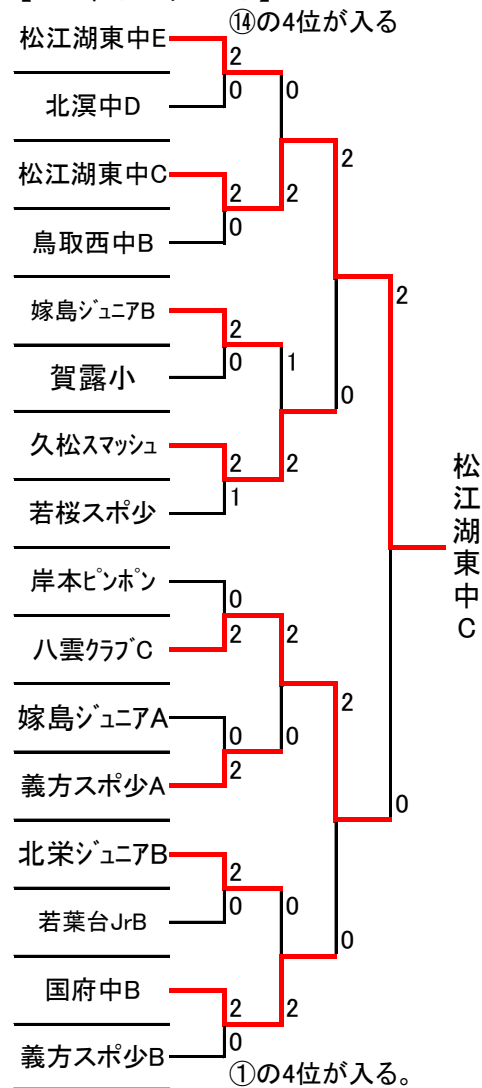 ⑭の4位が入る
松江湖東中E
2
0
北溟中D
0
2
松江湖東中C
2
2
0
鳥取西中B
2
嫁島ジュニアB
2
0
1
賀露小
0
久松スマッシュ
2
2
1
若桜スポ少
松江湖東中C
岸本ピンポン
0
2
2
八雲クラブC
2
嫁島ジュニアA
0
0
2
義方スポ少A
0
北栄ジュニアB
2
0
0
若葉台JrB
0
国府中B
2
2
0
義方スポ少B
①の4位が入る。